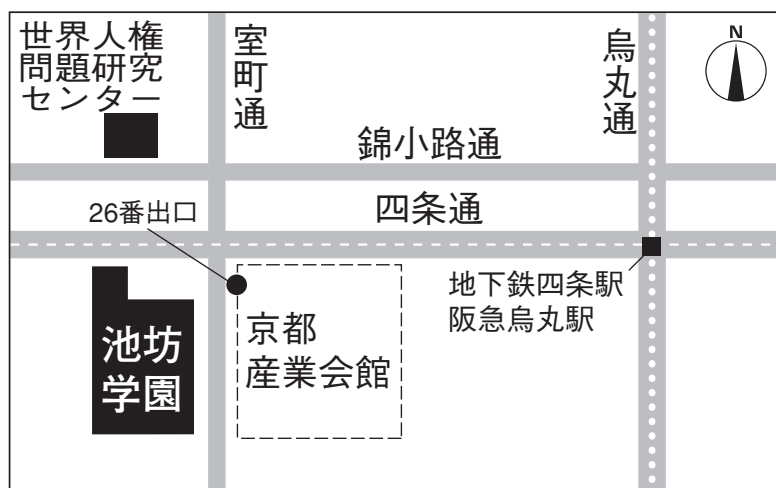 世界人権
問題研究
センター
室町通
烏丸通
N
錦小路通
四条通
26番出口
地下鉄四条駅
阪急烏丸駅
京都
産業会館
池坊
学園